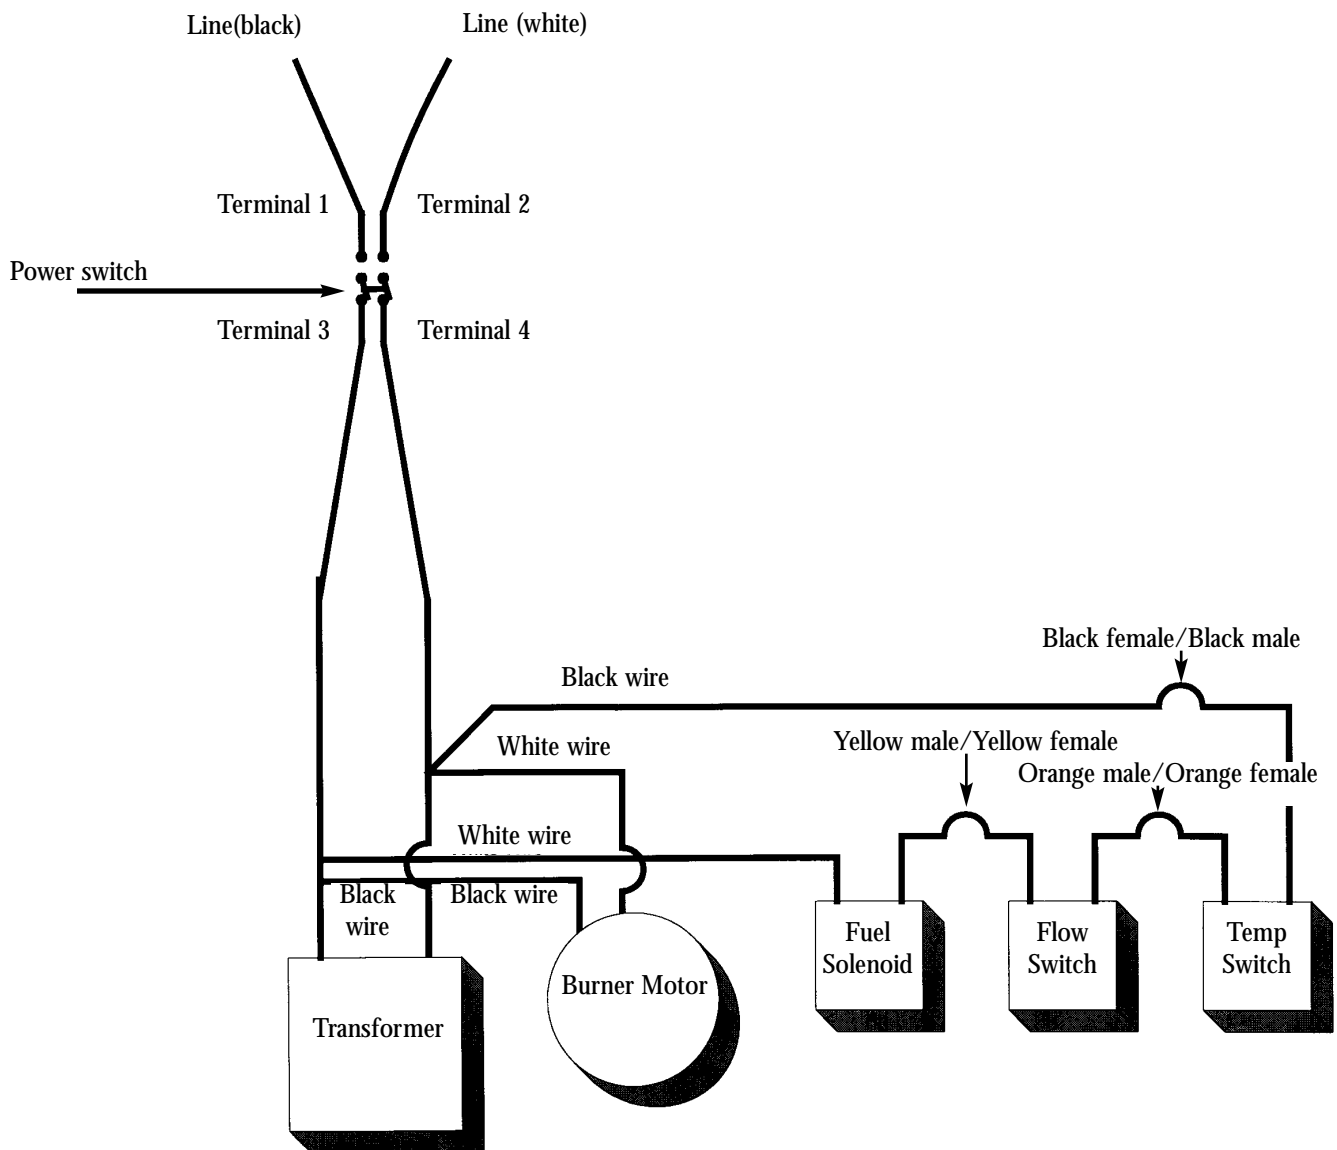 Line(black)
Line (white)
Terminal 1
Terminal 2
Power switch
Terminal 3
Terminal 4
Black female/Black male
Black wire
White wire
Yellow male/Yellow female
Orange male/Orange female
White wire
Black
wire
Black wire
Fuel
Solenoid
Flow
Switch
Temp
Switch
Burner Motor
Transformer